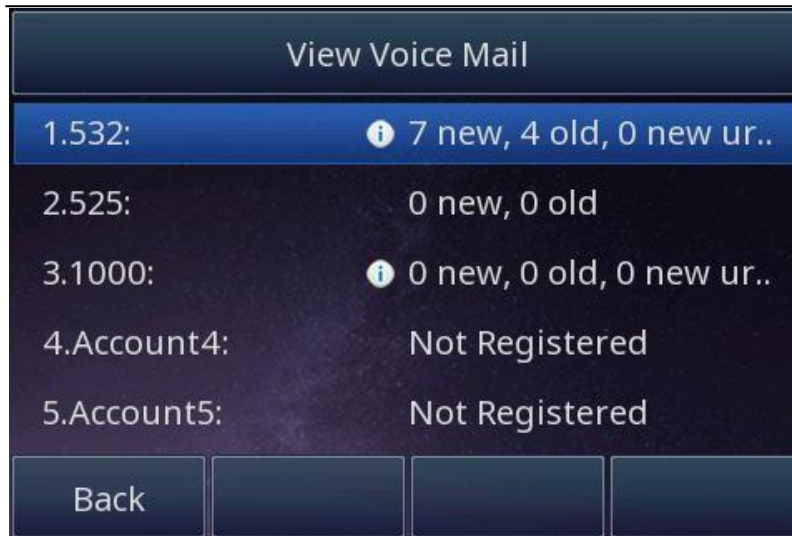 View Voice Mail
1.532: 7 new, 4 old, 0 new ur..
2.525: 0 new, 0 old
3.1000: 0 new, 0 old, 0 new ur..
4.Account4: Not Registered
5.Account5: Not Registered
Back